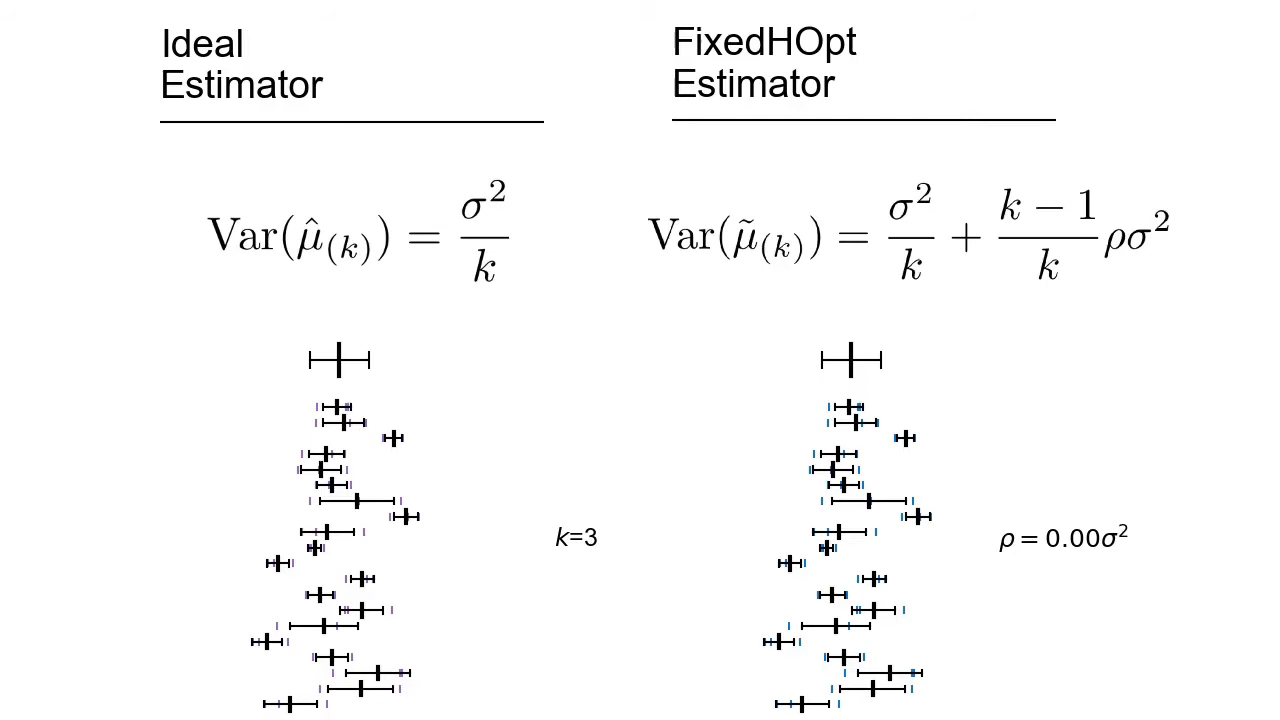 Ideal
Estimator
FixedHOpt
Estimator
Var(μ̂₍ₖ₎) = σ²/k
Var(μ̃₍ₖ₎) = σ²/k + (k − 1)/k ρσ²
k=3
ρ = 0.00σ²